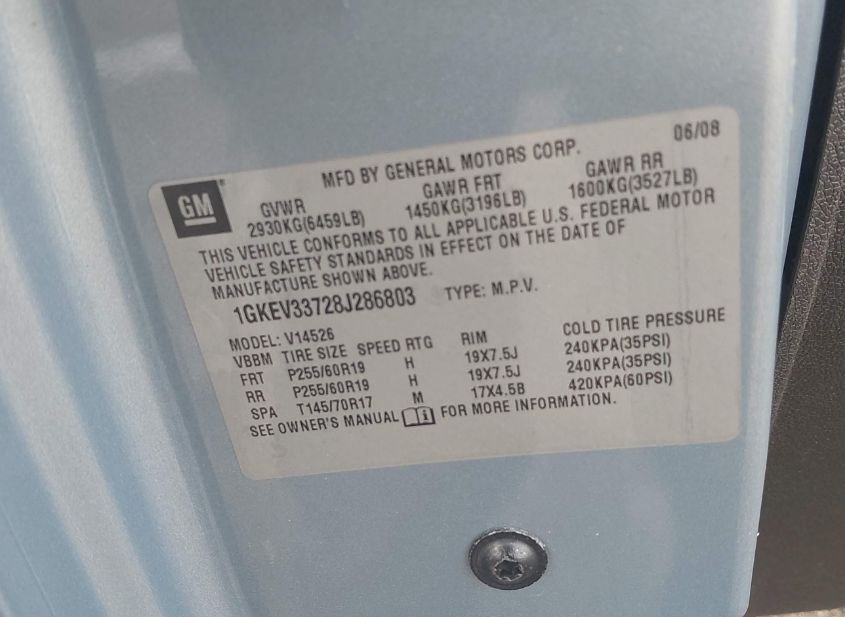 06/08
MFD BY GENERAL MOTORS CORP.
GM
GVWR GAWR FRT GAWR RR
2930KG(6459LB) 1450KG(3196LB) 1600KG(3527LB)
THIS VEHICLE CONFORMS TO ALL APPLICABLE U.S. FEDERAL MOTOR
VEHICLE SAFETY STANDARDS IN EFFECT ON THE DATE OF
MANUFACTURE SHOWN ABOVE.
1GKEV33728J286803 TYPE: M.P.V.
MODEL: V14526
VBBM TIRE SIZE SPEED RTG RIM COLD TIRE PRESSURE
FRT P255/60R19 H 19X7.5J 240KPA(35PSI)
RR P255/60R19 H 19X7.5J 240KPA(35PSI)
SPA T145/70R17 M 17X4.5B 420KPA(60PSI)
SEE OWNER'S MANUAL i FOR MORE INFORMATION.